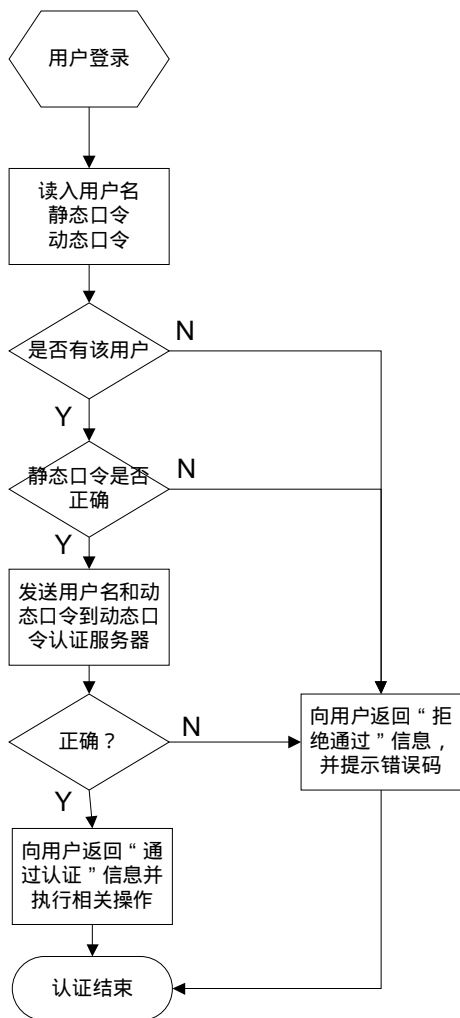 用户登录
读入用户名
静态口令
动态口令
是否有该用户
N
Y
静态口令是否
正确
N
Y
发送用户名和动
态口令到动态口
令认证服务器
正确？
N
Y
向用户返回“拒
绝通过”信息，
并提示错误码
向用户返回“通
过认证”信息并
执行相关操作
认证结束